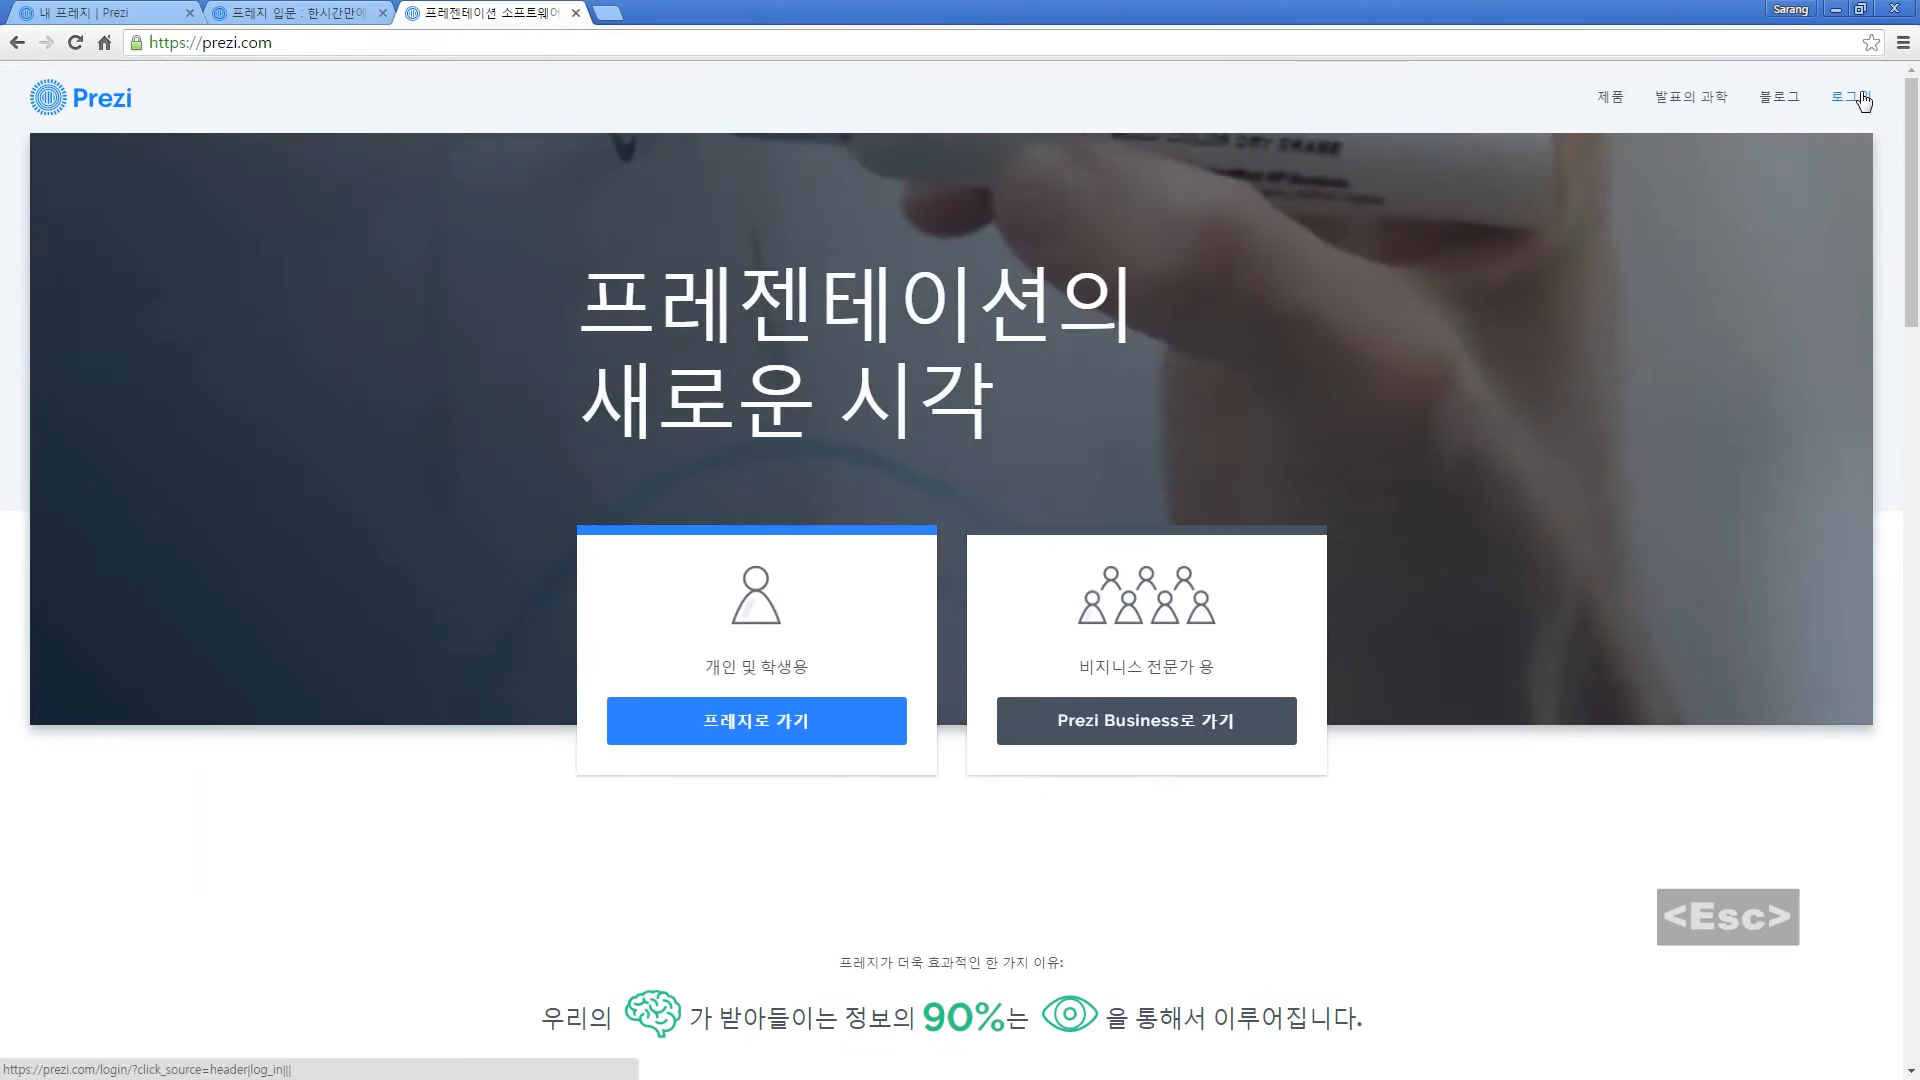 내 프레지 | Prezi
프레지 입문 : 한시간만에
프레젠테이션 소프트웨어
Sarang
https://prezi.com
Prezi
제품
발표의 과학
블로그
프레젠테이션의
새로운 시각
개인 및 학생용
비지니스 전문가 용
프레지로 가기
Prezi Business로 가기
<Esc>
프레지가 더욱 효과적인 한 가지 이유:
우리의 가 받아들이는 정보의 90%는 을 통해서 이루어집니다.
https://prezi.com/login/?click_source=header|log_in|||